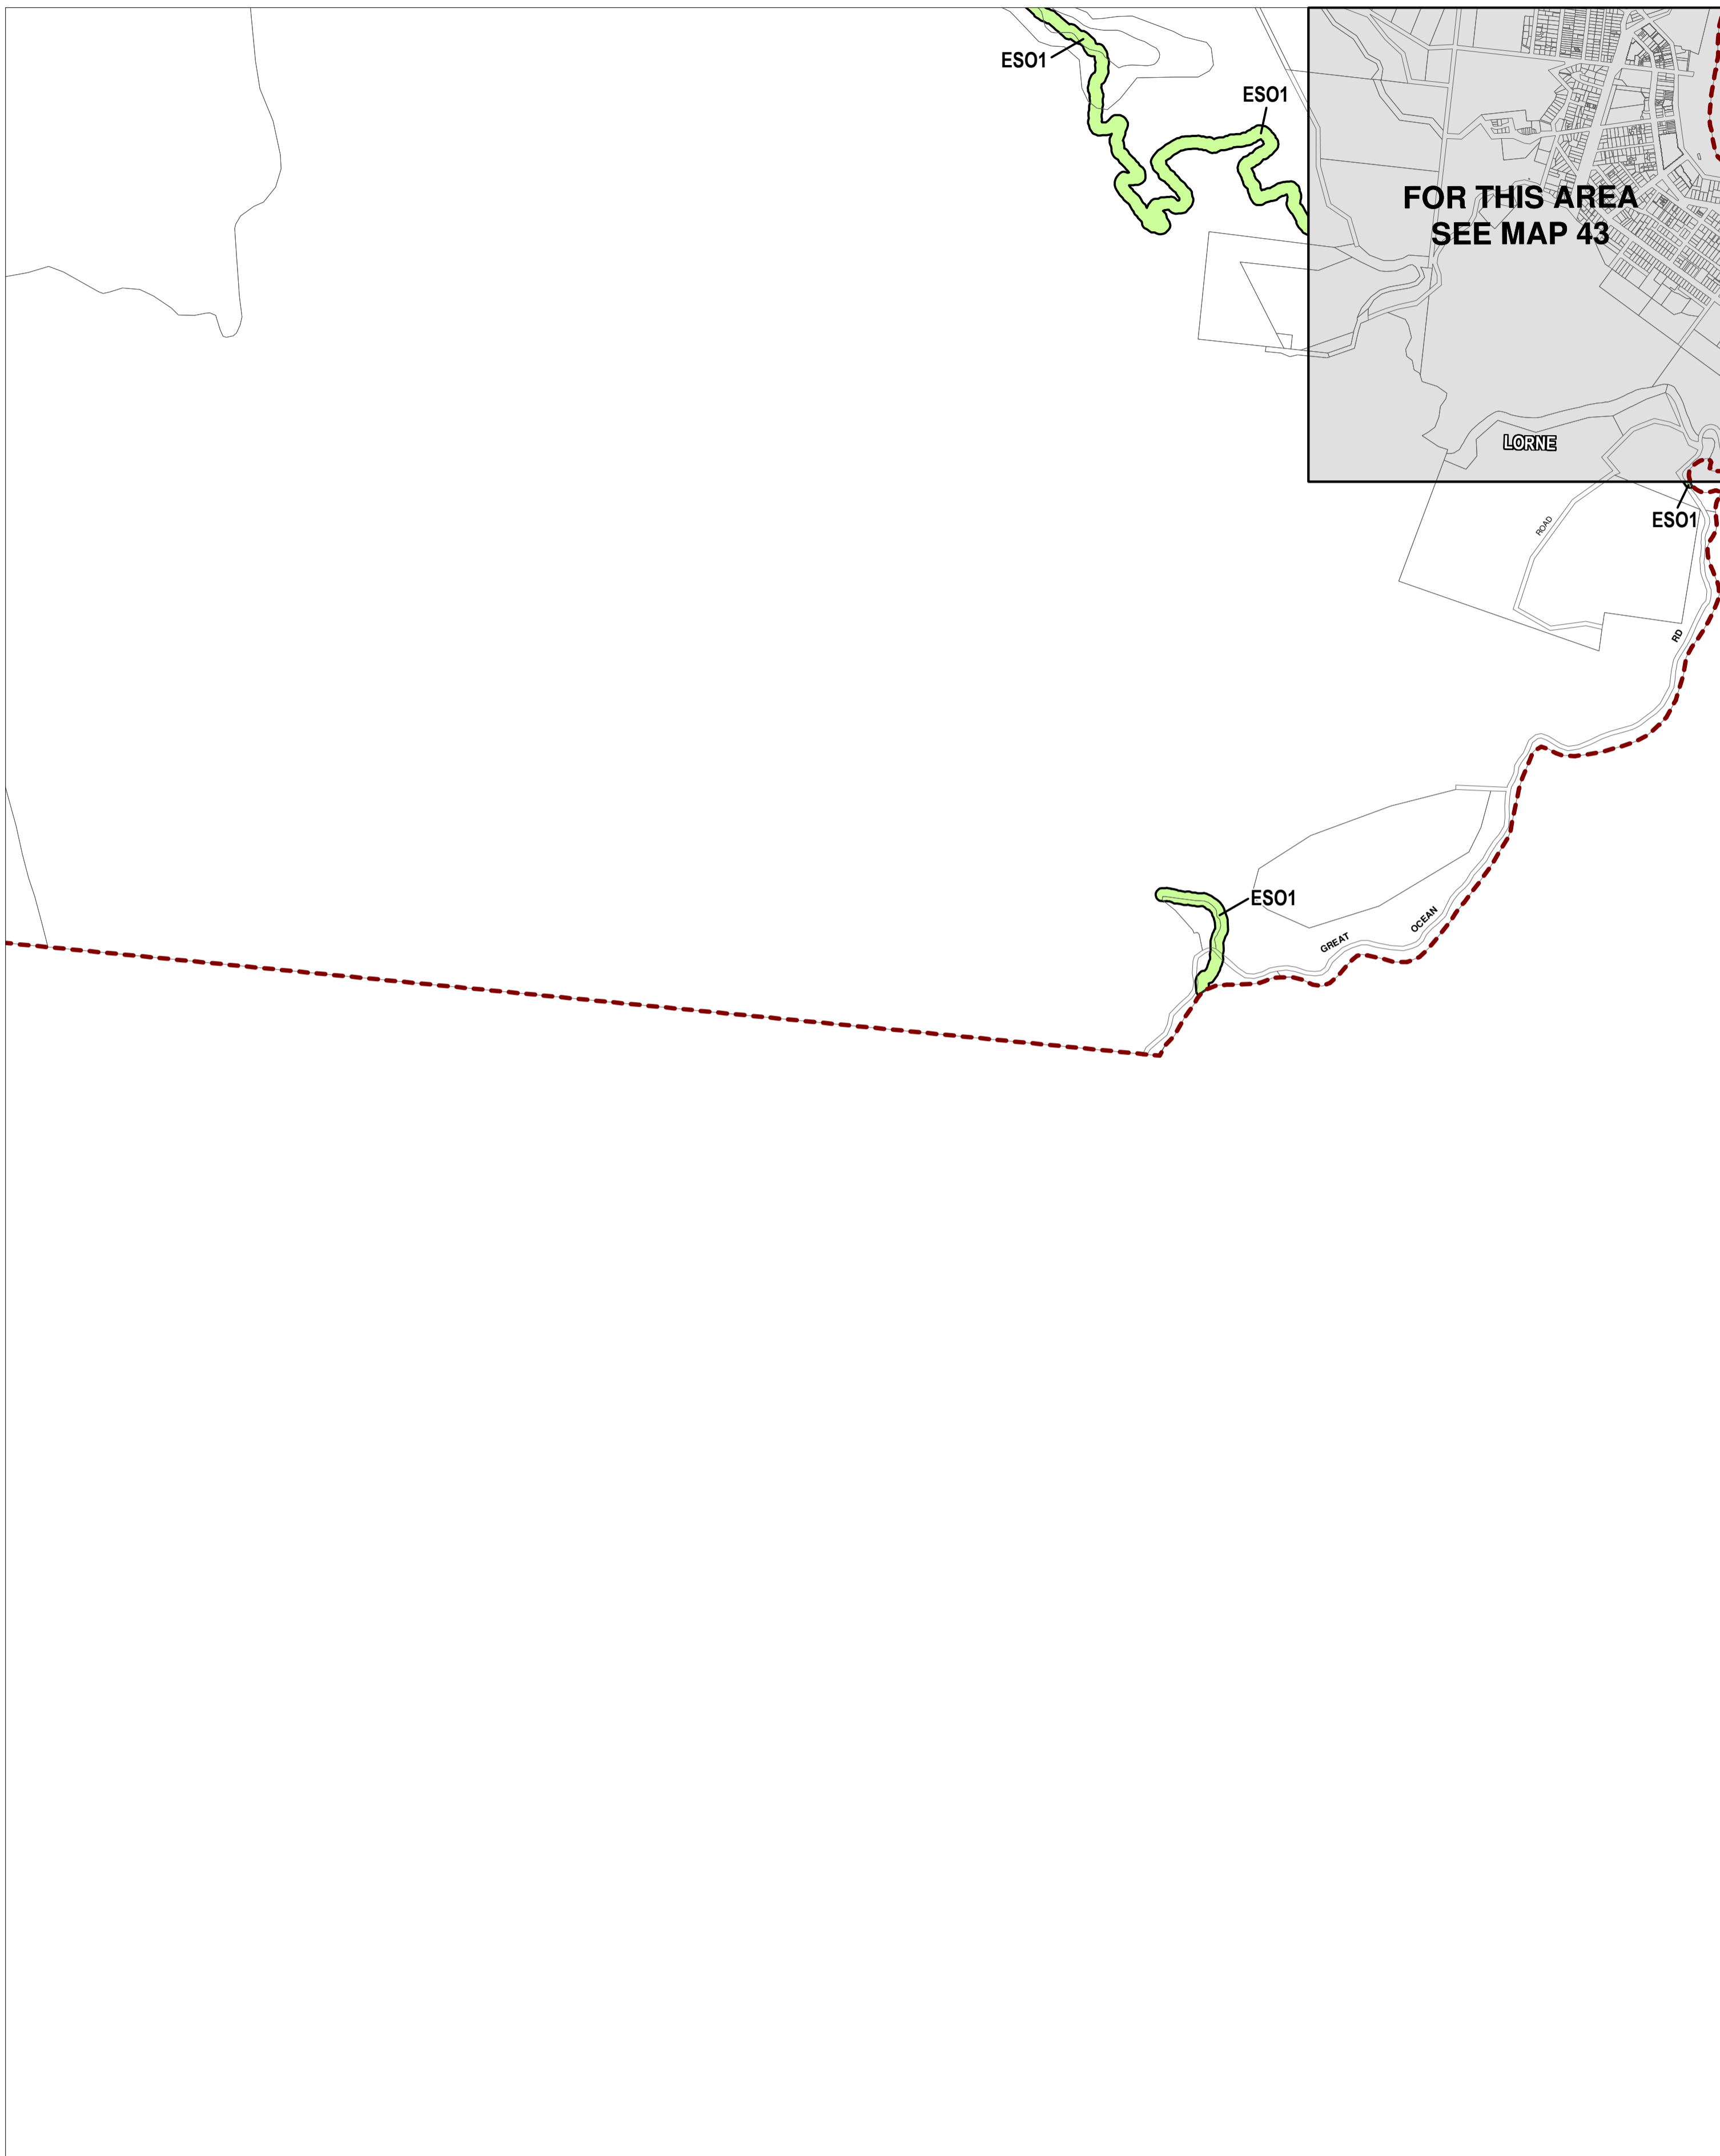 ESO1
ESO1
FOR THIS AREA
SEE MAP 43
LORNE
ESO1
ROAD
RD
ESO1
GREAT
OCEAN